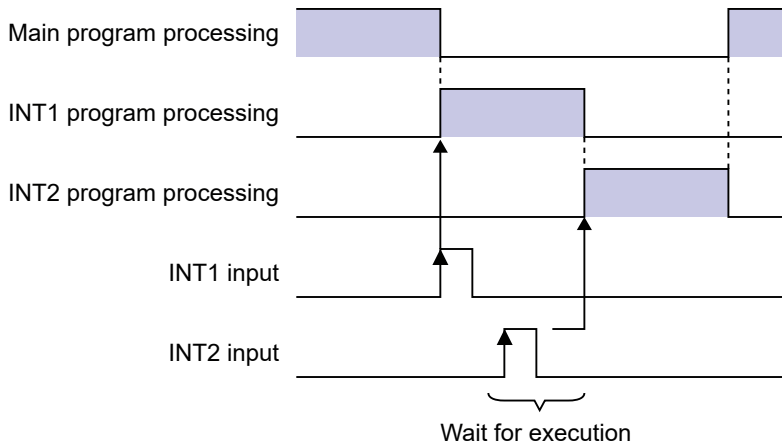 Main program processing
INT1 program processing
INT2 program processing
INT1 input
INT2 input
Wait for execution